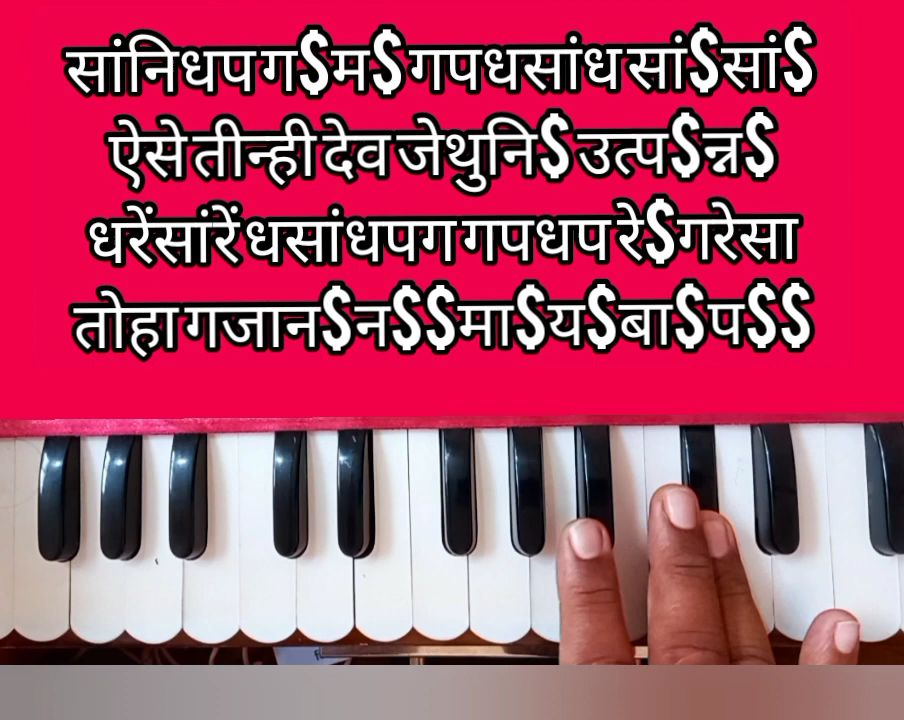 सांनिधपग$म$ गपधसांधसां$सां$
ऐसे तीन्ही देव जेथुनि$ उत्प$न्न$
धरेंसांरें धसांधपग गपधप रे$गरेसा
तोहा गजान$न$$मा$य$बा$प$$